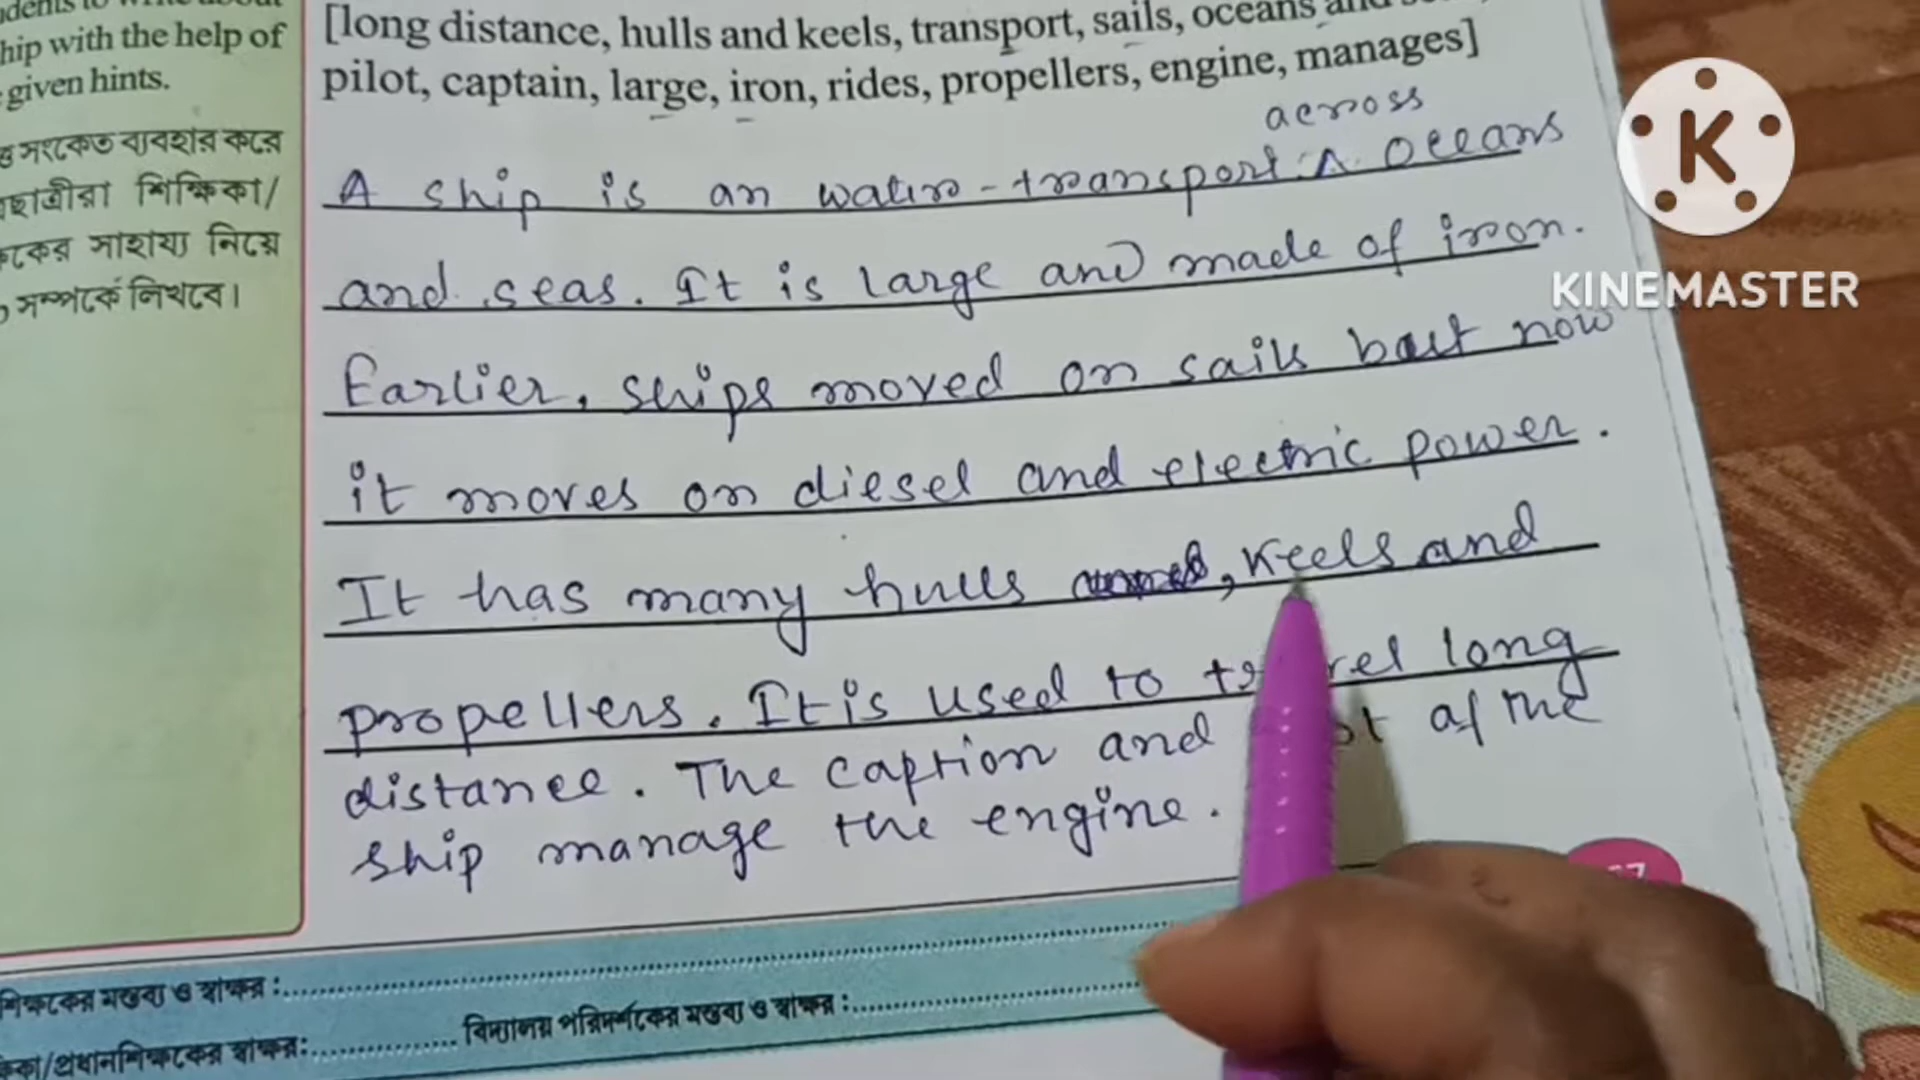 hip with the help of
given hints.
[long distance, hulls and keels, transport, sails, oceans and
pilot, captain, large, iron, rides, propellers, engine, manages]
সংকেত ব্যবহার করে
শিক্ষিকা/
সাহায্য নিয়ে
সম্পর্কে লিখবে।
across
A ship is an water-transport ^ oceans
and seas. It is large and made of iron.
Earlier, ships moved on sails but now
it moves on diesel and electric power.
It has many hulls , keels and
propellers. It is used to long
distance. The caption and of the
ship manage the engine.
K
KINEMASTER
মন্তব্য ও স্বাক্ষর :
বিদ্যালয় পরিদর্শকের মন্তব্য ও স্বাক্ষর :
প্রধানশিক্ষকের স্বাক্ষর: